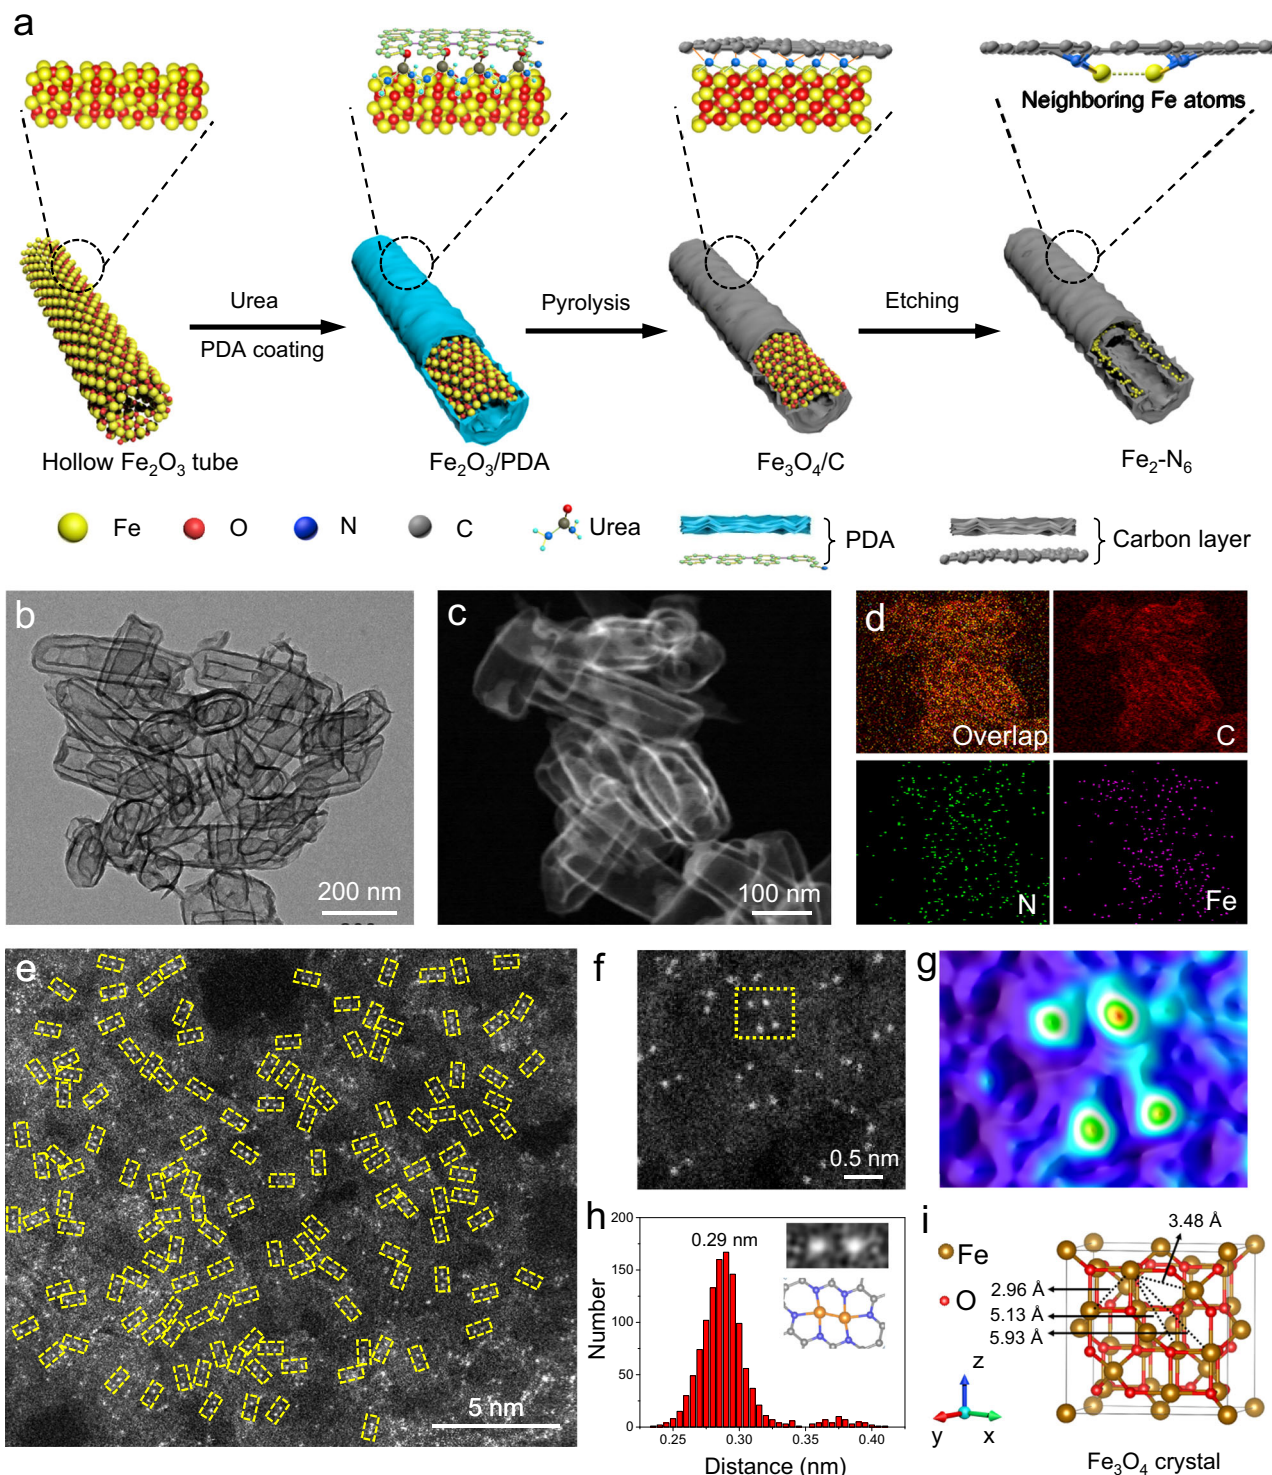 a
Neighboring Fe atoms
Urea
PDA coating
Pyrolysis
Etching
Hollow Fe₂O₃ tube
Fe₂O₃/PDA
Fe₃O₄/C
Fe₂-N₆
Fe
O
N
C
Urea
PDA
Carbon layer
b
200 nm
c
100 nm
d
Overlap
C
N
Fe
e
5 nm
f
0.5 nm
g
h
200
150
100
50
0
Number
0.29 nm
0.25
0.30
0.35
0.40
Distance (nm)
i
Fe
O
3.48 Å
2.96 Å
5.13 Å
5.93 Å
z
y
x
Fe₃O₄ crystal